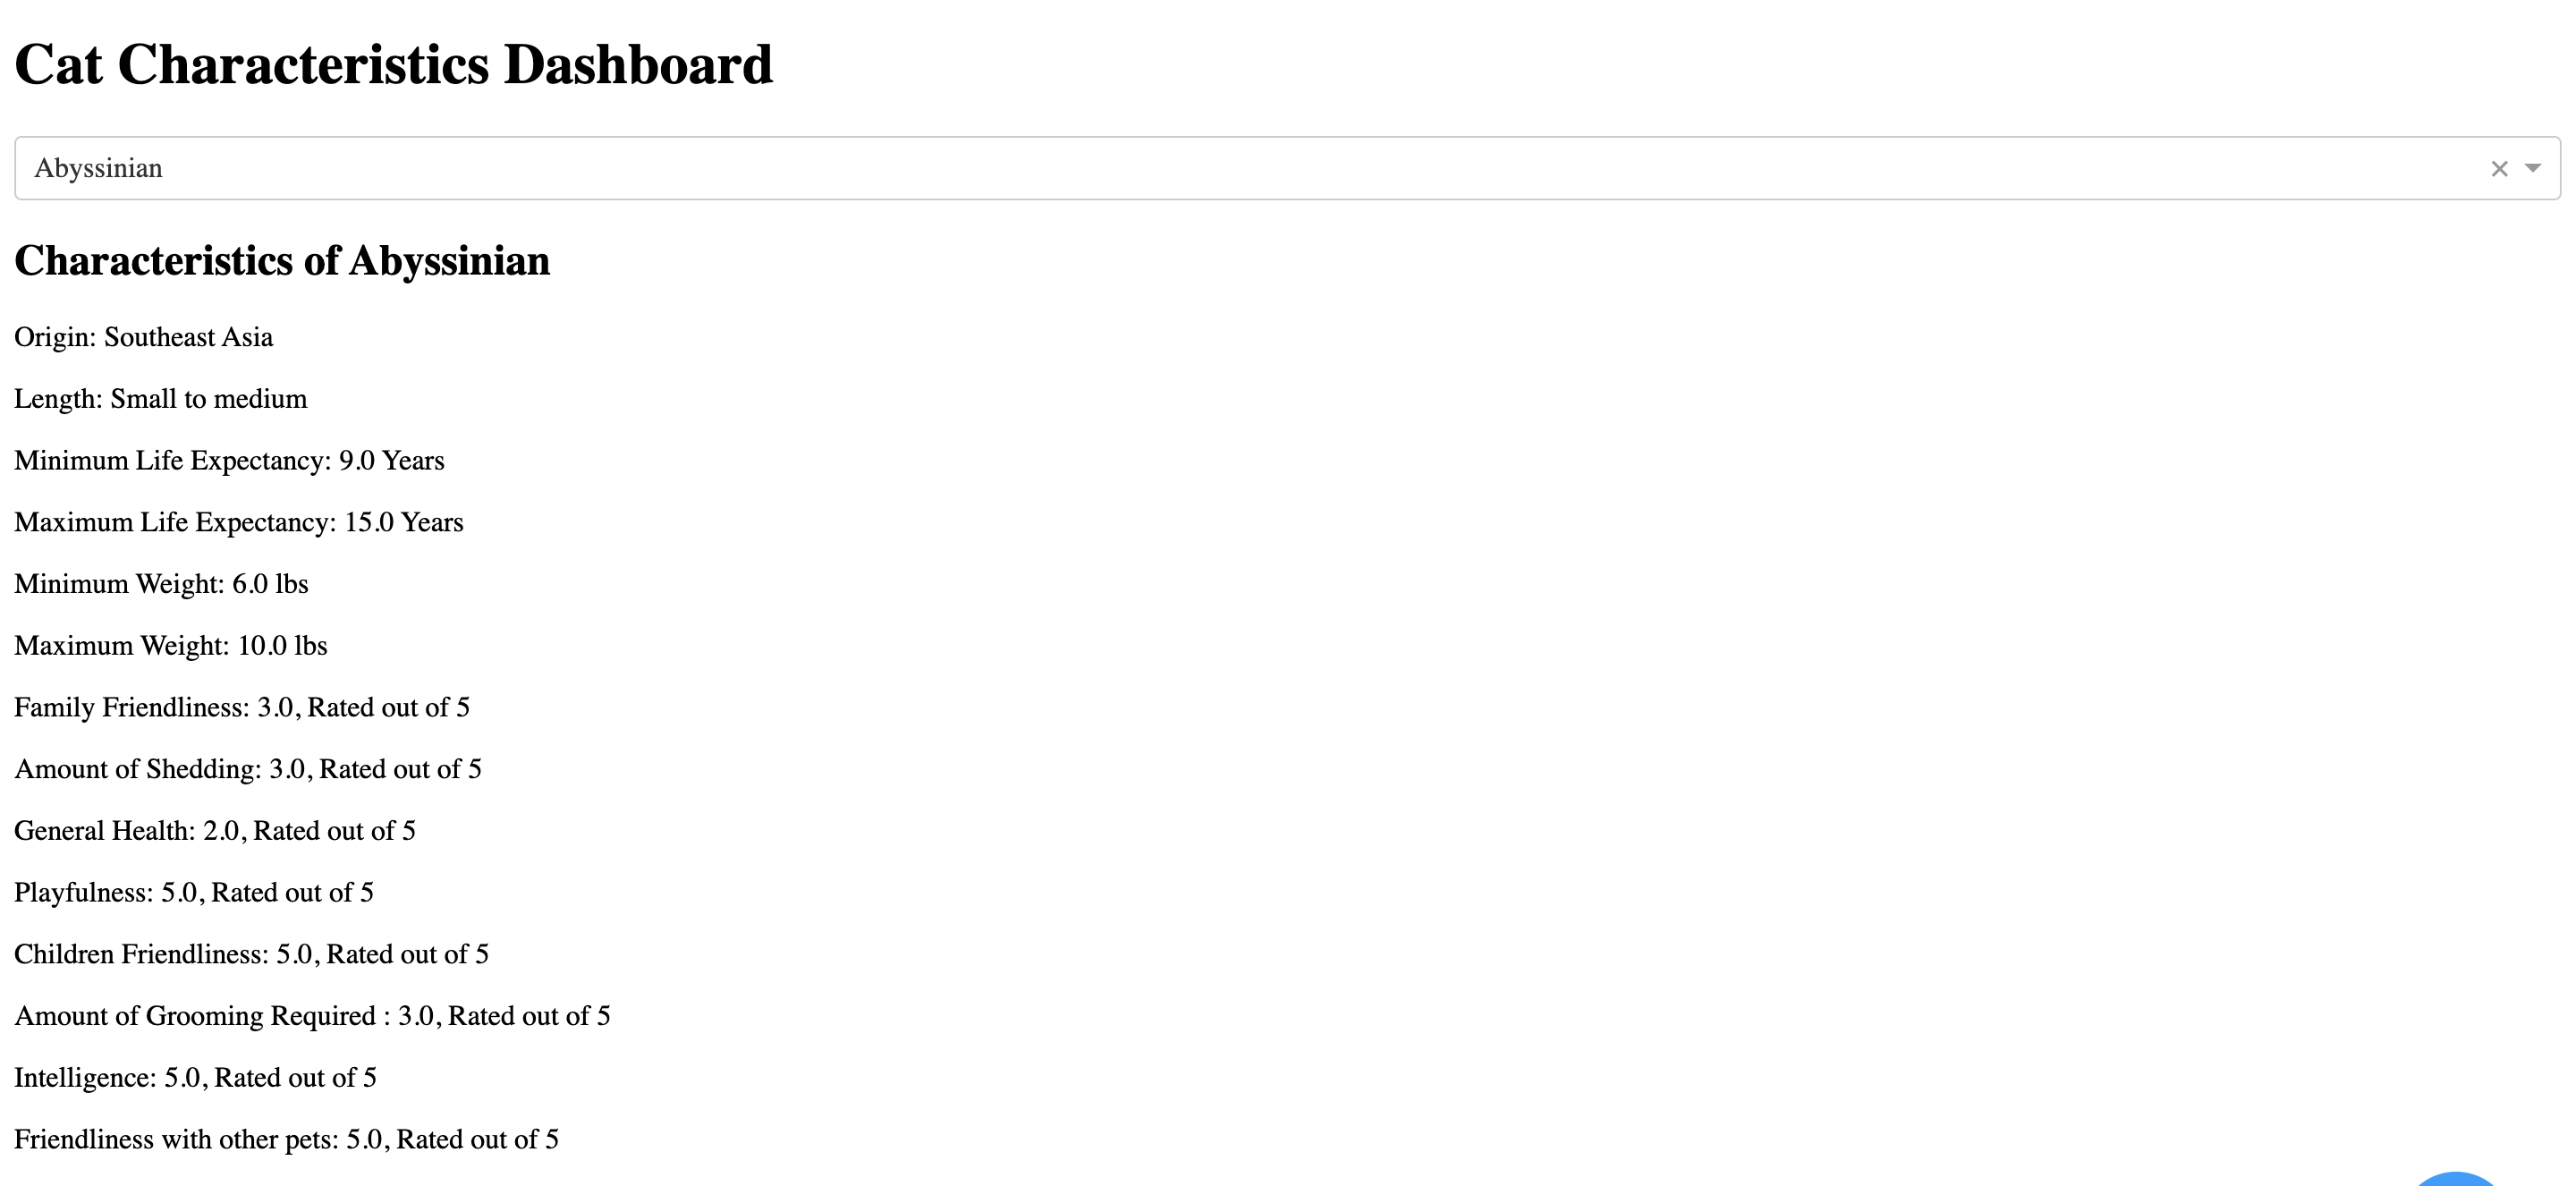 Cat Characteristics Dashboard
Abyssinian
Characteristics of Abyssinian
Origin: Southeast Asia
Length: Small to medium
Minimum Life Expectancy: 9.0 Years
Maximum Life Expectancy: 15.0 Years
Minimum Weight: 6.0 lbs
Maximum Weight: 10.0 lbs
Family Friendliness: 3.0, Rated out of 5
Amount of Shedding: 3.0, Rated out of 5
General Health: 2.0, Rated out of 5
Playfulness: 5.0, Rated out of 5
Children Friendliness: 5.0, Rated out of 5
Amount of Grooming Required : 3.0, Rated out of 5
Intelligence: 5.0, Rated out of 5
Friendliness with other pets: 5.0, Rated out of 5